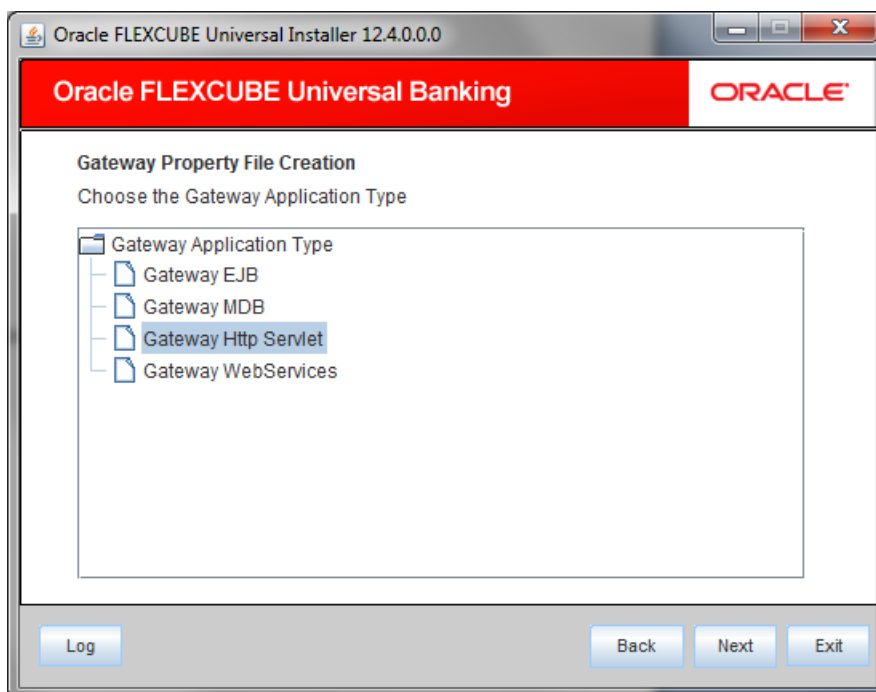 Oracle FLEXCUBE Universal Installer 12.4.0.0.0
Oracle FLEXCUBE Universal Banking
ORACLE
Gateway Property File Creation
Choose the Gateway Application Type
Gateway Application Type
Gateway EJB
Gateway MDB
Gateway Http Servlet
Gateway WebServices
Log Back Next Exit